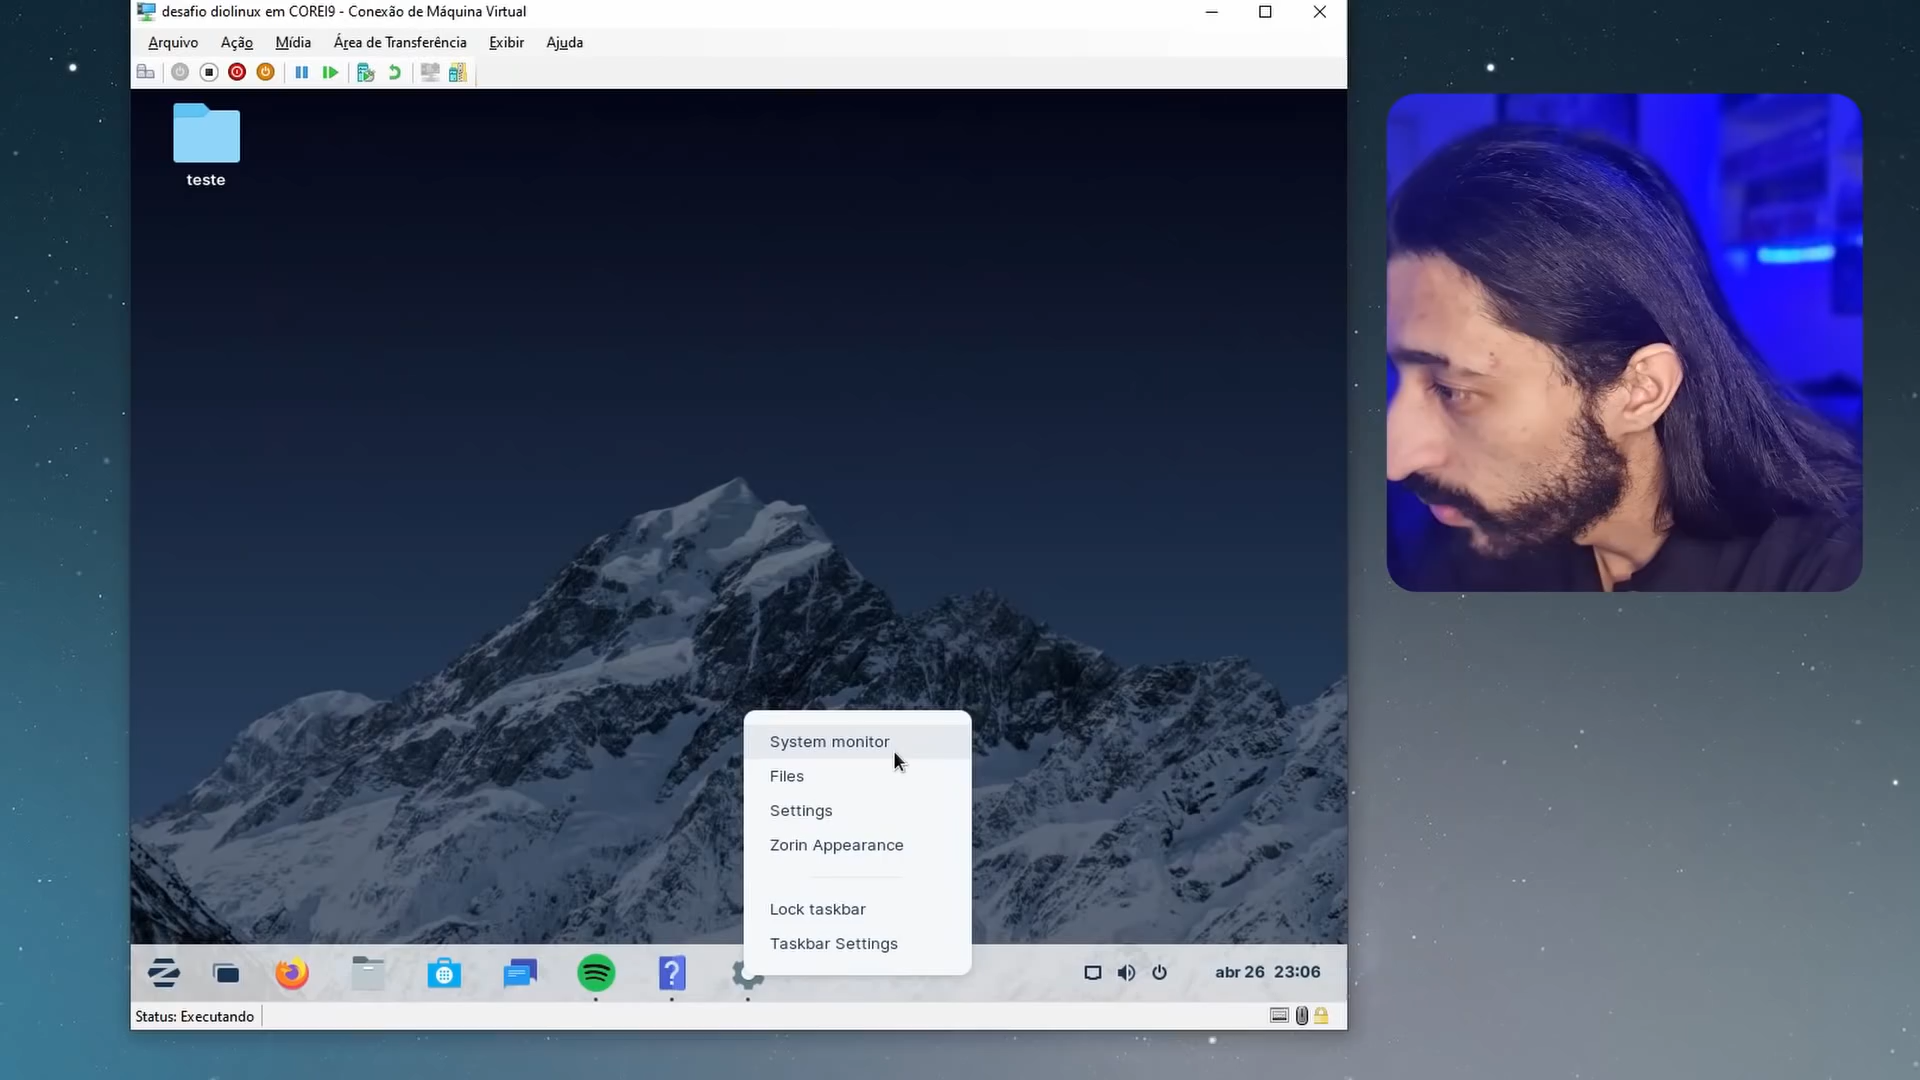 desafio diolinux em COREI9 - Conexão de Máquina Virtual
Arquivo Ação Mídia Área de Transferência Exibir Ajuda
teste
System monitor
Files
Settings
Zorin Appearance
Lock taskbar
Taskbar Settings
abr 26 23:06
Status: Executando